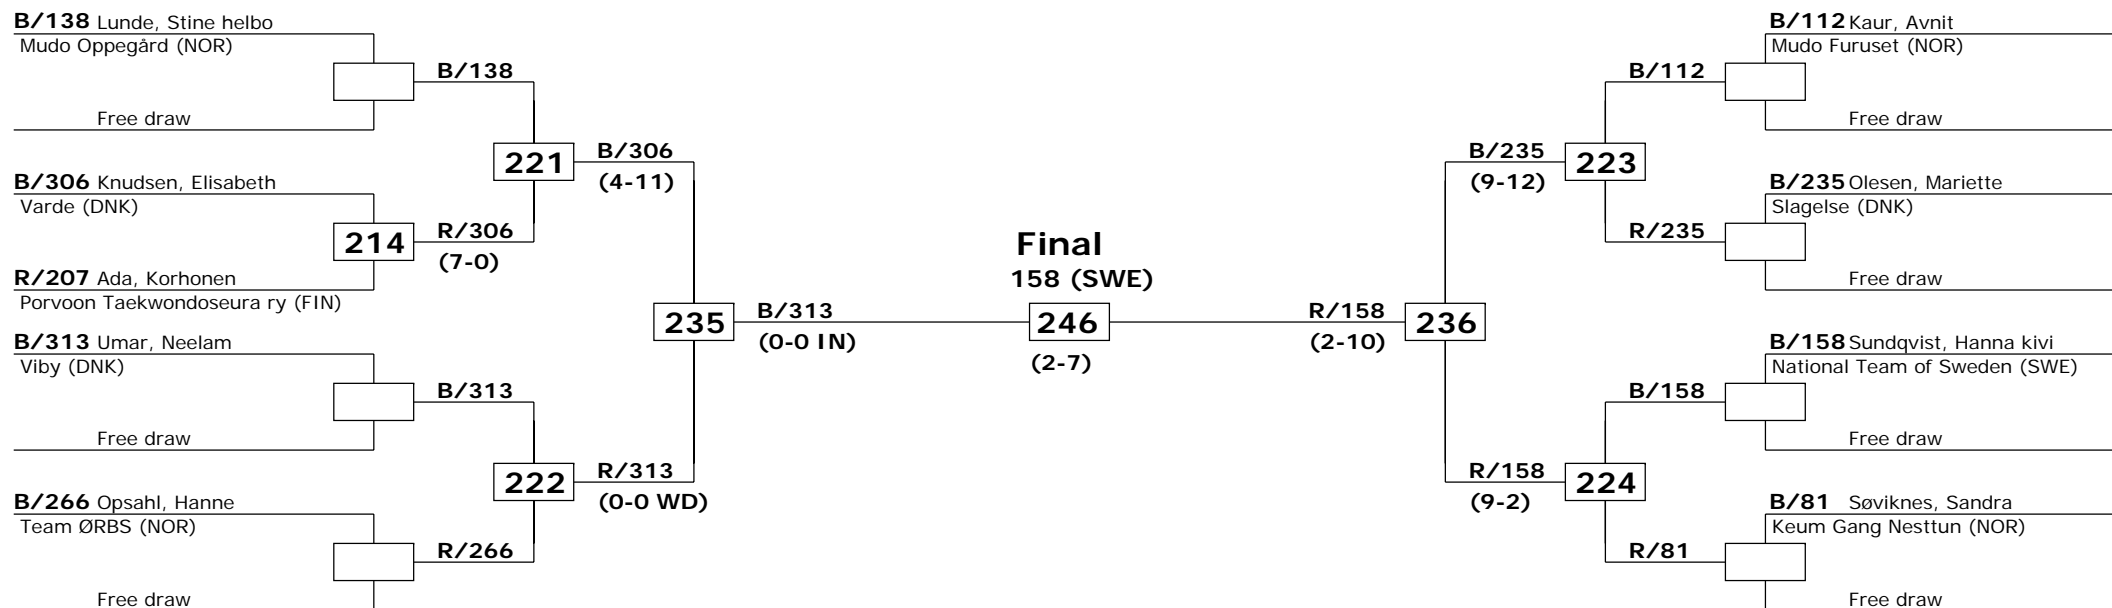 B/138 Lunde, Stine helbo
Mudo Oppegård (NOR)
Free draw
B/138
B/306 Knudsen, Elisabeth
Varde (DNK)
214
R/306
(7-0)
R/207 Ada, Korhonen
Porvoon Taekwondoseura ry (FIN)
221
B/306
(4-11)
B/313 Umar, Neelam
Viby (DNK)
Free draw
B/313
B/266 Opsahl, Hanne
Team ØRBS (NOR)
Free draw
R/266
222
R/313
(0-0 WD)
235
B/313
(0-0 IN)
Final
158 (SWE)
246
(2-7)
R/158
(2-10)
236
B/235
(9-12)
223
B/112
R/235
B/112 Kaur, Avnit
Mudo Furuset (NOR)
Free draw
B/235 Olesen, Mariette
Slagelse (DNK)
Free draw
R/158
(9-2)
224
B/158
R/81
B/158 Sundqvist, Hanna kivi
National Team of Sweden (SWE)
Free draw
B/81 Søviknes, Sandra
Keum Gang Nesttun (NOR)
Free draw